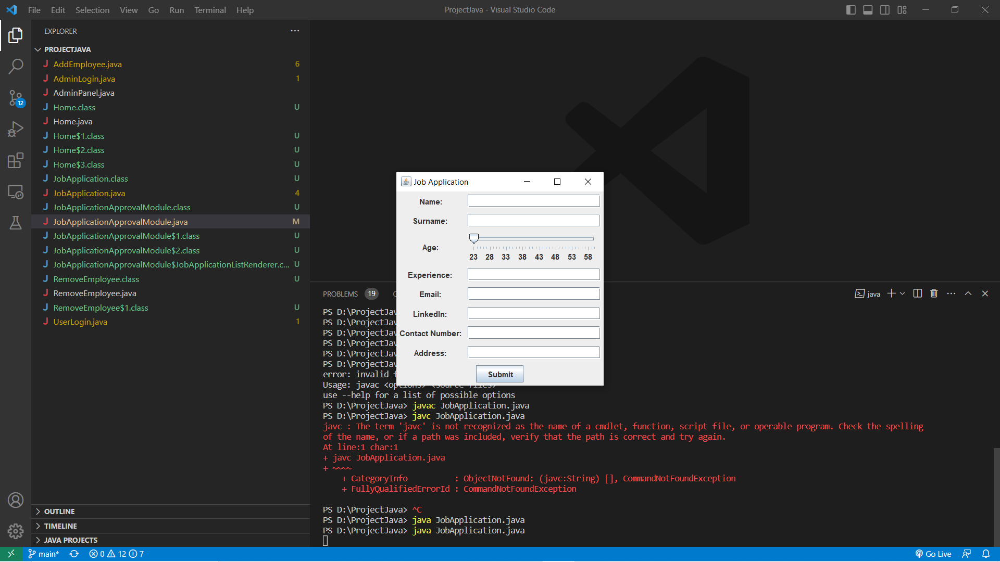 File Edit Selection View Go Run Terminal Help
ProjectJava - Visual Studio Code
EXPLORER
PROJECTJAVA
J AddEmployee.java 6
J AdminLogin.java 1
J AdminPanel.java
J Home.class U
J Home.java
J Home$1.class U
J Home$2.class U
J Home$3.class U
J JobApplication.class U
J JobApplication.java 4
J JobApplicationApprovalModule.class U
J JobApplicationApprovalModule.java M
J JobApplicationApprovalModule$1.class U
J JobApplicationApprovalModule$2.class U
J JobApplicationApprovalModule$JobApplicationListRenderer.c... U
J RemoveEmployee.class U
J RemoveEmployee.java
J RemoveEmployee$1.class U
J UserLogin.java 1
12
OUTLINE
TIMELINE
JAVA PROJECTS
Job Application
Name:
Surname:
Age:
23 28 33 38 43 48 53 58
Experience:
Email:
LinkedIn:
Contact Number:
Address:
Submit
PROBLEMS 19
java
PS D:\ProjectJav
PS D:\ProjectJav
PS D:\ProjectJav
PS D:\ProjectJav
PS D:\ProjectJav
PS D:\ProjectJav
error: invalid
Usage: javac <options> <source files>
use --help for a list of possible options
PS D:\ProjectJava> javac JobApplication.java
PS D:\ProjectJava> javc JobApplication.java
javc : The term 'javc' is not recognized as the name of a cmdlet, function, script file, or operable program. Check the spelling
of the name, or if a path was included, verify that the path is correct and try again.
At line:1 char:1
+ javc JobApplication.java
+ ~~~~
+ CategoryInfo : ObjectNotFound: (javc:String) [], CommandNotFoundException
+ FullyQualifiedErrorId : CommandNotFoundException
PS D:\ProjectJava> ^C
PS D:\ProjectJava> java JobApplication.java
PS D:\ProjectJava> java JobApplication.java
main* 0 12 7
Go Live